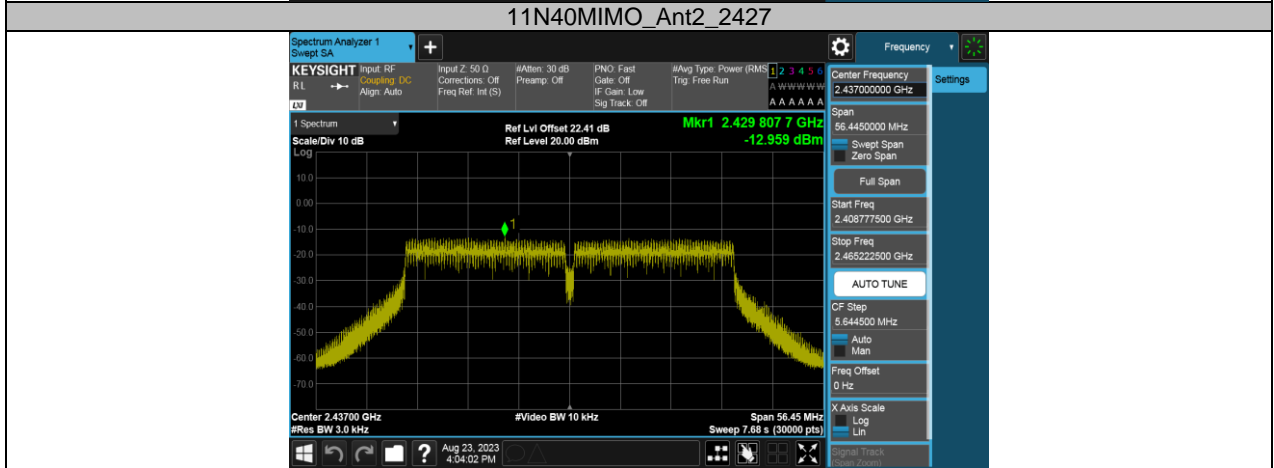 11N40MIMO_Ant2_2427
Spectrum Analyzer 1
Swept SA
Frequency
KEYSIGHT
RL
LXI
Input: RF
Coupling: DC
Align: Auto
Input Z: 50 Ω
Corrections: Off
Freq Ref: Int (S)
#Atten: 30 dB
Preamp: Off
PNO: Fast
Gate: Off
IF Gain: Low
Sig Track: Off
#Avg Type: Power (RMS
Trig: Free Run
1 2 3 4 5 6
A W W W W W
A A A A A A
Center Frequency
2.437000000 GHz
Settings
Span
56.4450000 MHz
Swept Span
Zero Span
Full Span
Start Freq
2.408777500 GHz
Stop Freq
2.465222500 GHz
AUTO TUNE
CF Step
5.644500 MHz
Auto
Man
Freq Offset
0 Hz
X Axis Scale
Log
Lin
Signal Track
(Span Zoom)
1 Spectrum
Scale/Div 10 dB
Log
Ref Lvl Offset 22.41 dB
Ref Level 20.00 dBm
Mkr1 2.429 807 7 GHz
-12.959 dBm
10.0
0.00
-10.0
-20.0
-30.0
-40.0
-50.0
-60.0
-70.0
1
Center 2.43700 GHz
#Res BW 3.0 kHz
#Video BW 10 kHz
Span 56.45 MHz
Sweep 7.68 s (30000 pts)
?
Aug 23, 2023
4:04:02 PM